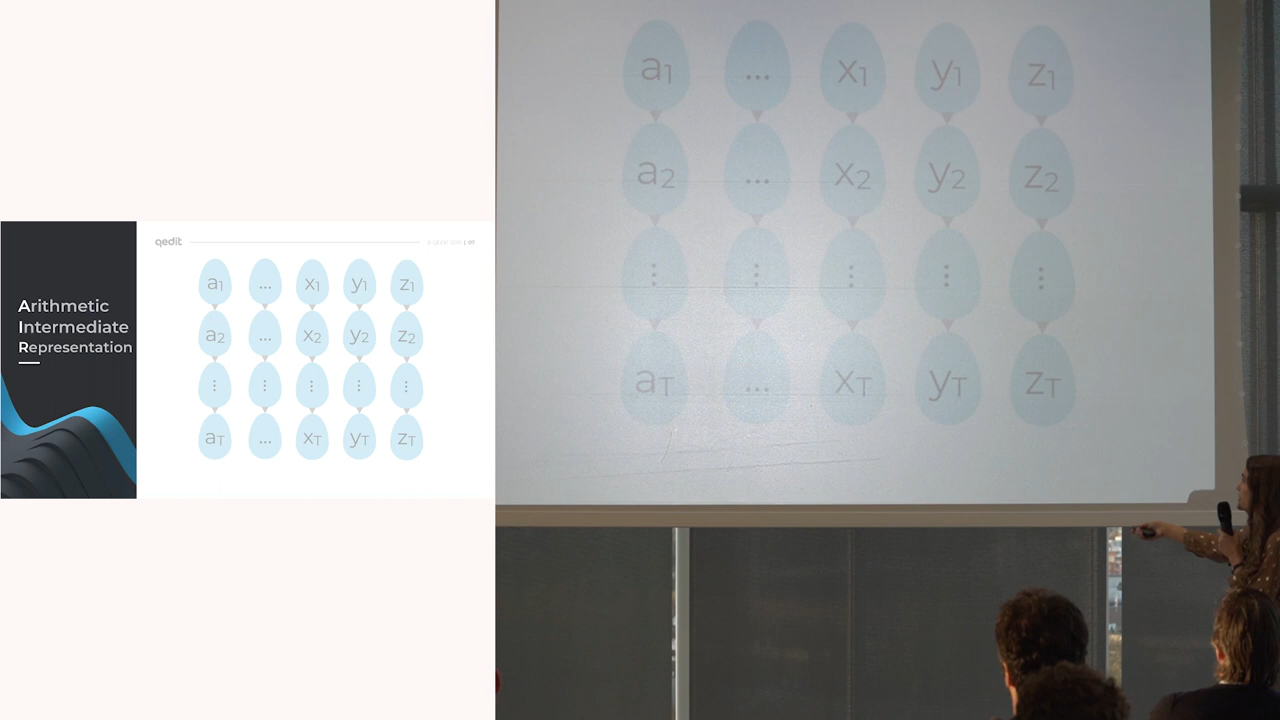 Arithmetic
Intermediate
Representation
qedit
a1 ... x1 y1 z1
a2 ... x2 y2 z2
⋮ ⋮ ⋮ ⋮ ⋮
aT ... xT yT zT
a1 ... x1 y1 z1
a2 ... x2 y2 z2
⋮ ⋮ ⋮ ⋮ ⋮
aT ... xT yT zT